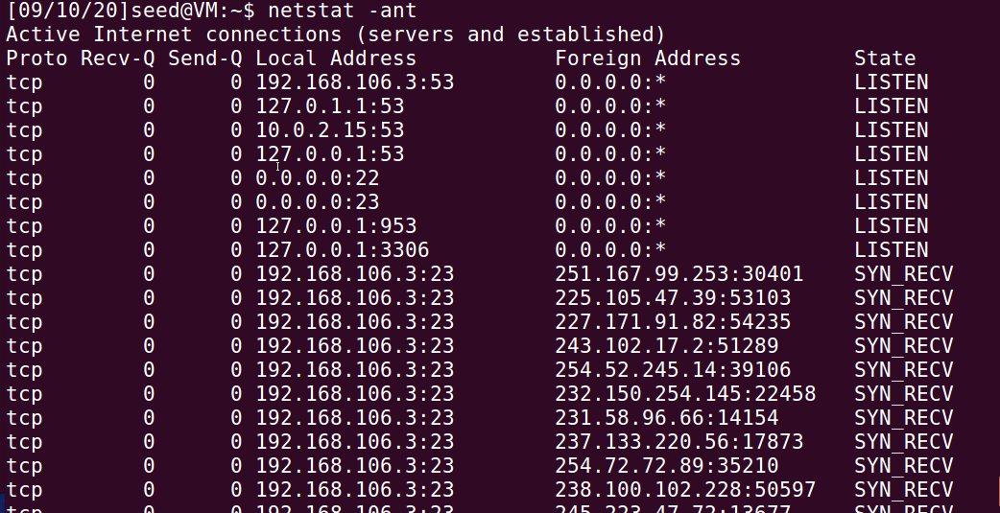 [09/10/20]seed@VM:~$ netstat -ant
Active Internet connections (servers and established)
Proto Recv-Q Send-Q Local Address           Foreign Address         State
tcp        0      0 192.168.106.3:53        0.0.0.0:*               LISTEN
tcp        0      0 127.0.1.1:53            0.0.0.0:*               LISTEN
tcp        0      0 10.0.2.15:53            0.0.0.0:*               LISTEN
tcp        0      0 127.0.0.1:53            0.0.0.0:*               LISTEN
tcp        0      0 0.0.0.0:22              0.0.0.0:*               LISTEN
tcp        0      0 0.0.0.0:23              0.0.0.0:*               LISTEN
tcp        0      0 127.0.0.1:953           0.0.0.0:*               LISTEN
tcp        0      0 127.0.0.1:3306          0.0.0.0:*               LISTEN
tcp        0      0 192.168.106.3:23        251.167.99.253:30401    SYN_RECV
tcp        0      0 192.168.106.3:23        225.105.47.39:53103     SYN_RECV
tcp        0      0 192.168.106.3:23        227.171.91.82:54235     SYN_RECV
tcp        0      0 192.168.106.3:23        243.102.17.2:51289      SYN_RECV
tcp        0      0 192.168.106.3:23        254.52.245.14:39106     SYN_RECV
tcp        0      0 192.168.106.3:23        232.150.254.145:22458   SYN_RECV
tcp        0      0 192.168.106.3:23        231.58.96.66:14154      SYN_RECV
tcp        0      0 192.168.106.3:23        237.133.220.56:17873    SYN_RECV
tcp        0      0 192.168.106.3:23        254.72.72.89:35210      SYN_RECV
tcp        0      0 192.168.106.3:23        238.100.102.228:50597   SYN_RECV
tcp        0      0 192.168.106.3:23        245.223.47.72:13677     SYN_RECV